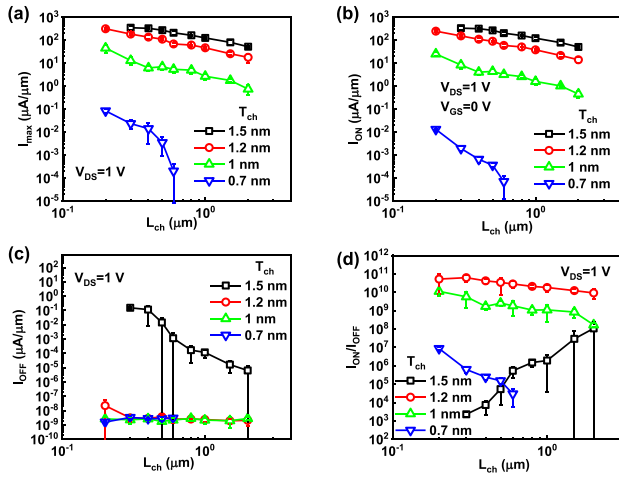 (a)
10³
10²
10¹
10⁰
10⁻¹
10⁻²
10⁻³
10⁻⁴
10⁻⁵
I_max (μA/μm)
T_ch
1.5 nm
1.2 nm
1 nm
0.7 nm
V_DS=1 V
10⁻¹ 10⁰
L_ch (μm)
(b)
10³
10²
10¹
10⁰
10⁻¹
10⁻²
10⁻³
10⁻⁴
10⁻⁵
I_ON (μA/μm)
V_DS=1 V
V_GS=0 V
T_ch
1.5 nm
1.2 nm
1 nm
0.7 nm
10⁻¹ 10⁰
L_ch (μm)
(c)
10⁴
10³
10²
10¹
10⁰
10⁻¹
10⁻²
10⁻³
10⁻⁴
10⁻⁵
10⁻⁶
10⁻⁷
10⁻⁸
10⁻⁹
10⁻¹⁰
I_OFF (μA/μm)
V_DS=1 V
T_ch
1.5 nm
1.2 nm
1 nm
0.7 nm
10⁻¹ 10⁰
L_ch (μm)
(d)
10¹²
10¹¹
10¹⁰
10⁹
10⁸
10⁷
10⁶
10⁵
10⁴
10³
10²
I_ON/I_OFF
V_DS=1 V
T_ch
1.5 nm
1.2 nm
1 nm
0.7 nm
10⁻¹ 10⁰
L_ch (μm)